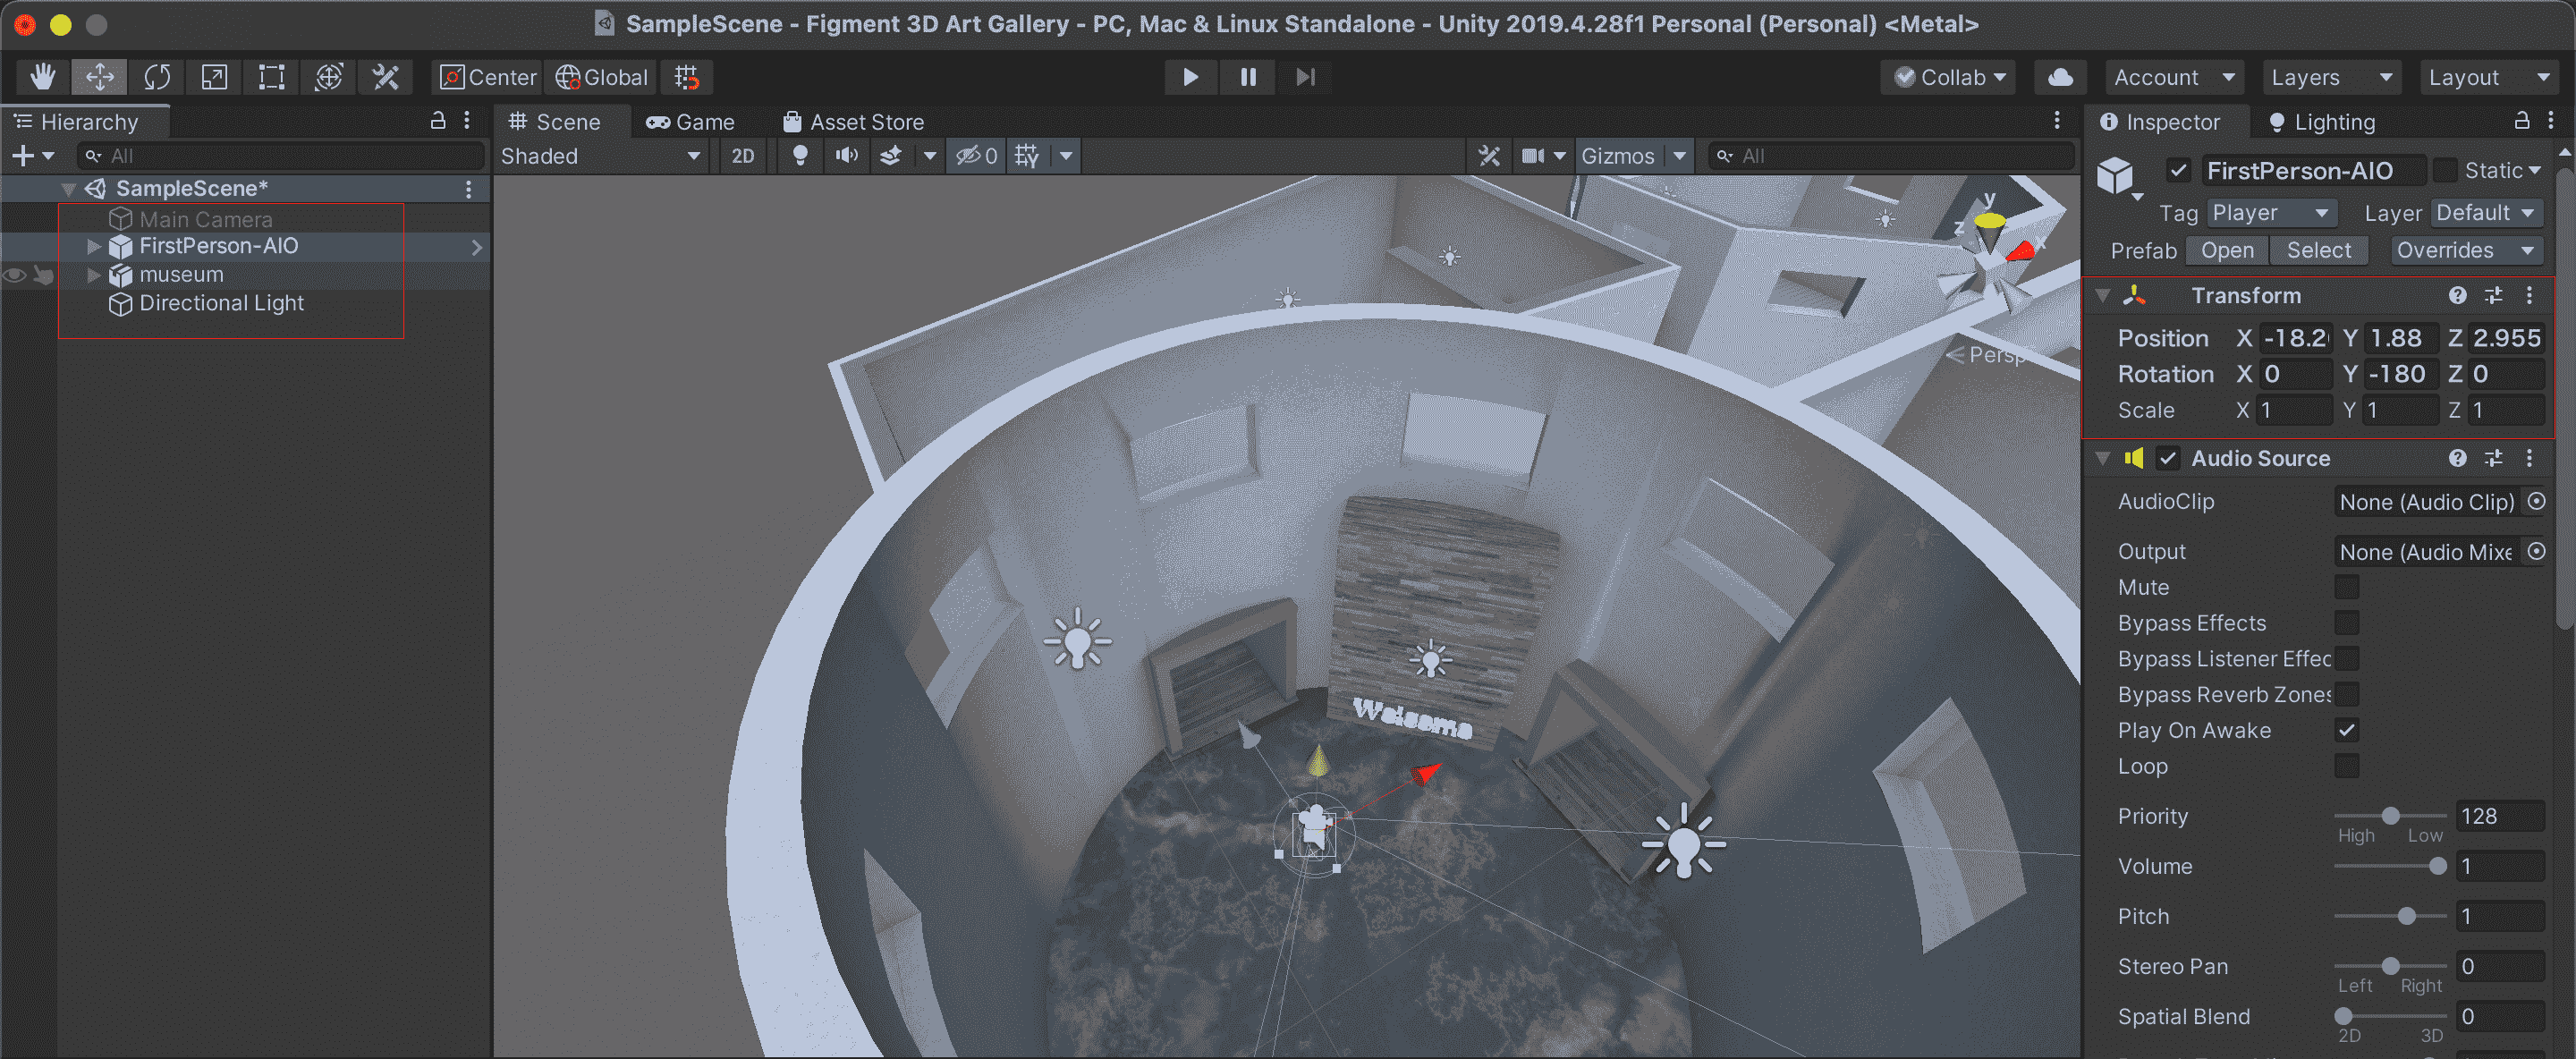 SampleScene - Figment 3D Art Gallery - PC, Mac & Linux Standalone - Unity 2019.4.28f1 Personal (Personal) <Metal>
Center Global Collab Account Layers Layout
Hierarchy
All
SampleScene*
Main Camera
FirstPerson-AIO
museum
Directional Light
Scene Game Asset Store
Shaded 2D 0 Gizmos All
y
z x
Persp
Welcome
Inspector Lighting
FirstPerson-AIO Static
Tag Player Layer Default
Prefab Open Select Overrides
Transform
Position X -18.2 Y 1.88 Z 2.955
Rotation X 0 Y -180 Z 0
Scale X 1 Y 1 Z 1
Audio Source
AudioClip None (Audio Clip)
Output None (Audio Mixe
Mute
Bypass Effects
Bypass Listener Effec
Bypass Reverb Zones
Play On Awake
Loop
Priority 128
High Low
Volume 1
Pitch 1
Stereo Pan 0
Left Right
Spatial Blend 0
2D 3D